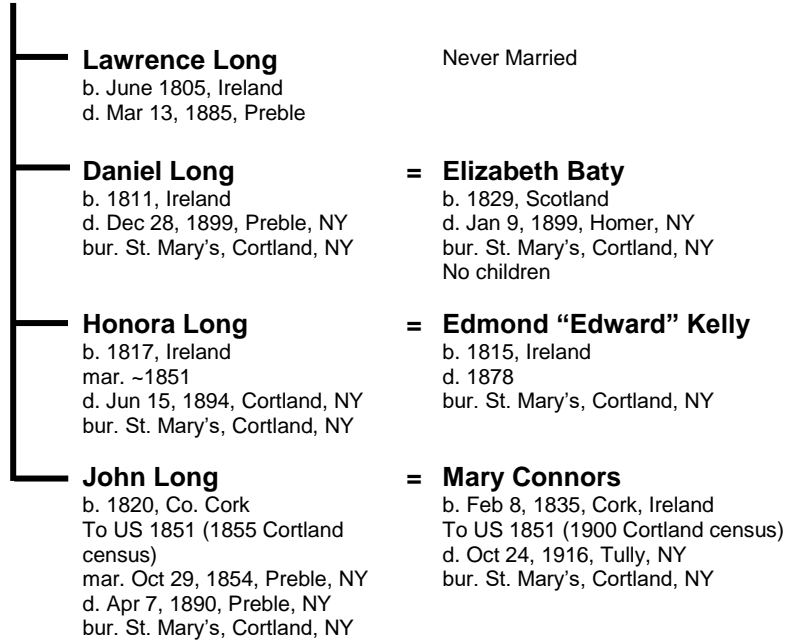 Lawrence Long
b. June 1805, Ireland
d. Mar 13, 1885, Preble
Never Married
Daniel Long
b. 1811, Ireland
d. Dec 28, 1899, Preble, NY
bur. St. Mary’s, Cortland, NY
= Elizabeth Baty
b. 1829, Scotland
d. Jan 9, 1899, Homer, NY
bur. St. Mary’s, Cortland, NY
No children
Honora Long
b. 1817, Ireland
mar. ~1851
d. Jun 15, 1894, Cortland, NY
bur. St. Mary’s, Cortland, NY
= Edmond “Edward” Kelly
b. 1815, Ireland
d. 1878
bur. St. Mary’s, Cortland, NY
John Long
b. 1820, Co. Cork
To US 1851 (1855 Cortland
census)
mar. Oct 29, 1854, Preble, NY
d. Apr 7, 1890, Preble, NY
bur. St. Mary’s, Cortland, NY
= Mary Connors
b. Feb 8, 1835, Cork, Ireland
To US 1851 (1900 Cortland census)
d. Oct 24, 1916, Tully, NY
bur. St. Mary’s, Cortland, NY